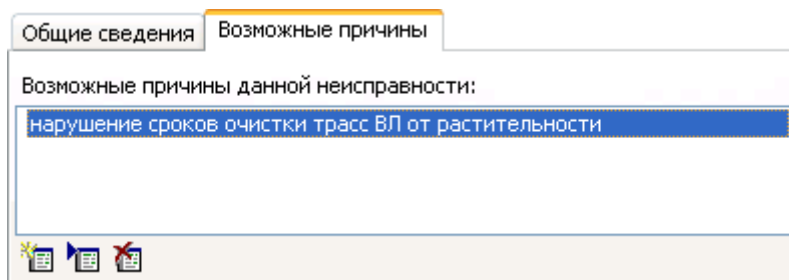 Общие сведения Возможные причины
Возможные причины данной неисправности:
нарушение сроков очистки трасс ВЛ от растительности